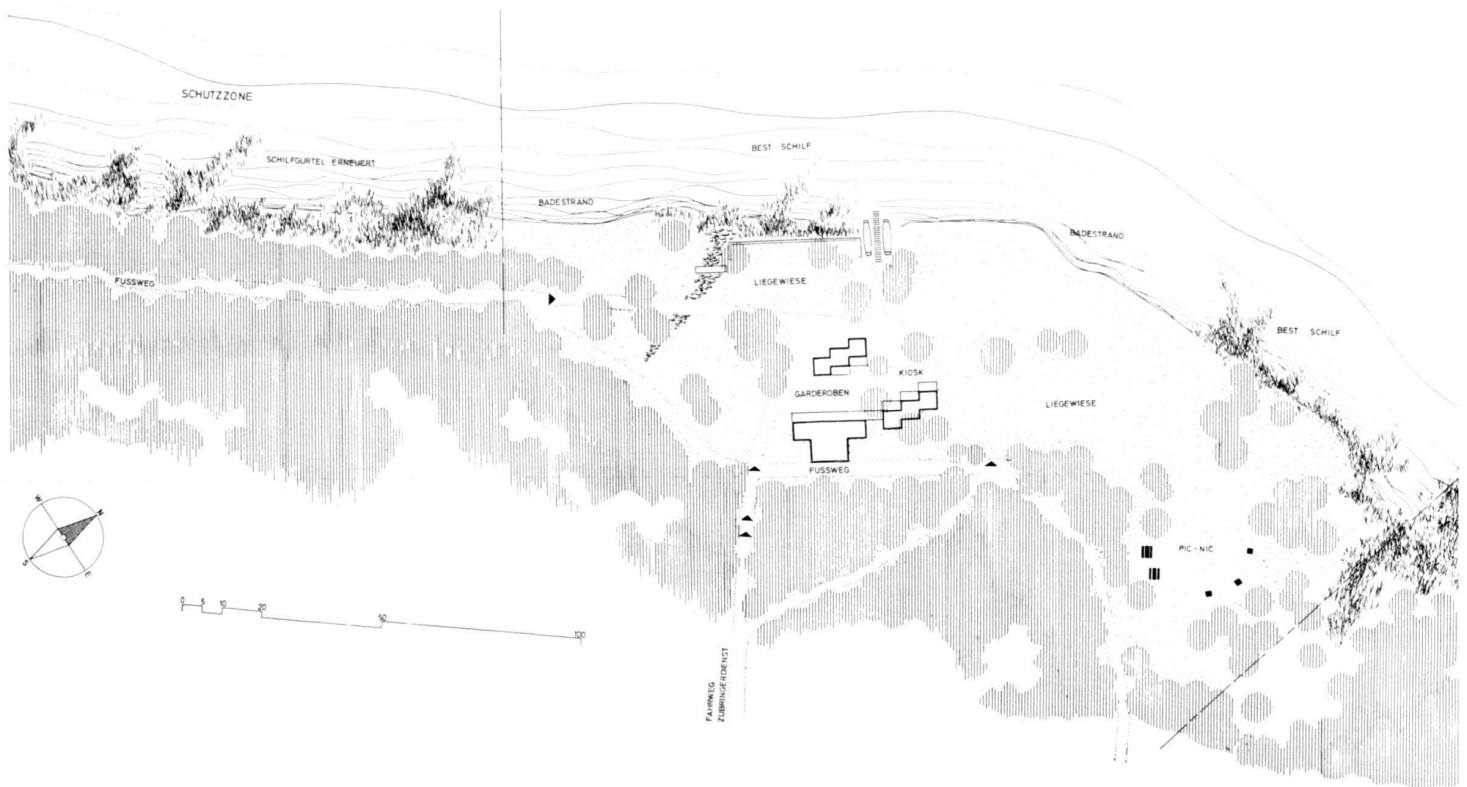 SCHUTZZONE
BEST SCHILF
SCHILFGÜRTEL ERNEUERT
BADESTRAND
BADESTRAND
FUSSWEG
LIEGEWIESE
BEST SCHILF
KIOSK
GARDEROBEN
LIEGEWIESE
FUSSWEG
W
N
S
E
PIC-NIC
0 5 10 20 50 100
FAHRWEG
ZUBRINGERDIENST